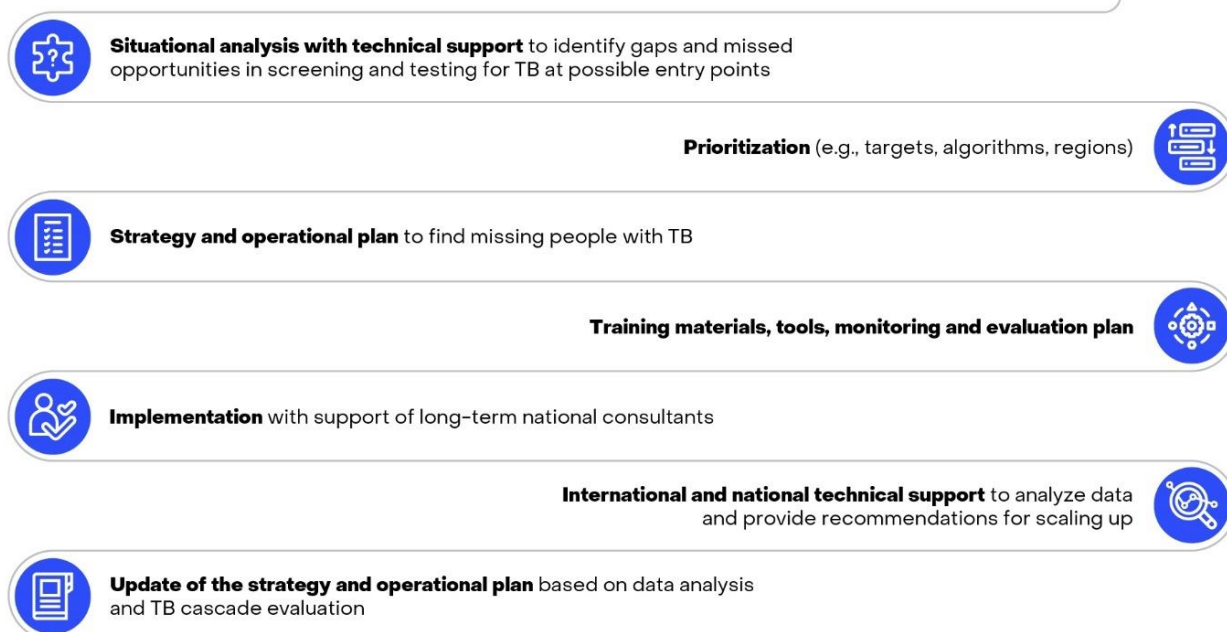 Situational analysis with technical support to identify gaps and missed
opportunities in screening and testing for TB at possible entry points
Prioritization (e.g., targets, algorithms, regions)
Strategy and operational plan to find missing people with TB
Training materials, tools, monitoring and evaluation plan
Implementation with support of long-term national consultants
International and national technical support to analyze data
and provide recommendations for scaling up
Update of the strategy and operational plan based on data analysis
and TB cascade evaluation